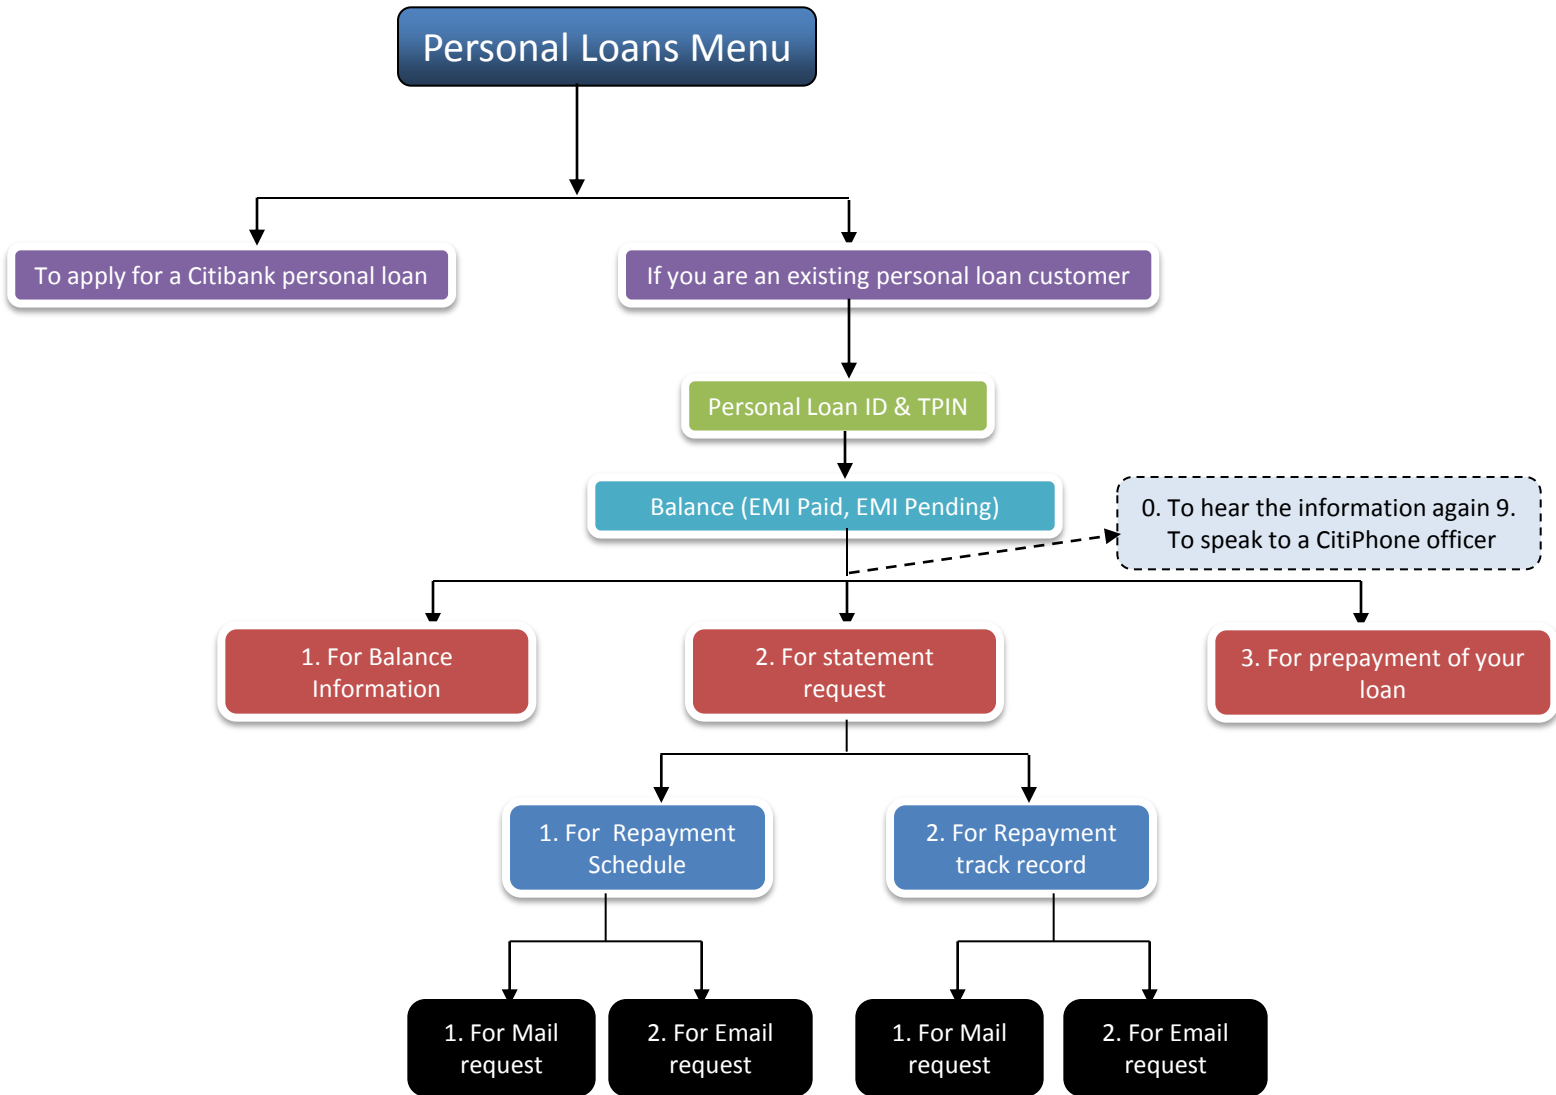 Personal Loans Menu
To apply for a Citibank personal loan
If you are an existing personal loan customer
Personal Loan ID & TPIN
Balance (EMI Paid, EMI Pending)
0. To hear the information again 9.
To speak to a CitiPhone officer
1. For Balance
Information
2. For statement
request
3. For prepayment of your
loan
1. For  Repayment
Schedule
2. For Repayment
track record
1. For Mail
request
2. For Email
request
1. For Mail
request
2. For Email
request